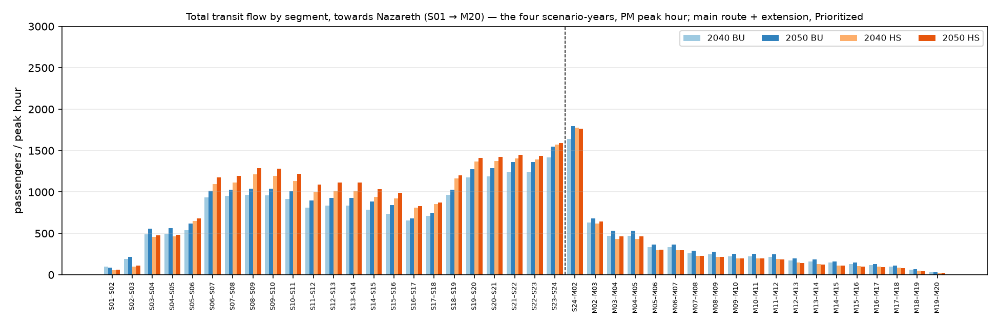 Total transit flow by segment, towards Nazareth (S01 → M20) — the four scenario-years, PM peak hour; main route + extension, Prioritized
2040 BU 2050 BU 2040 HS 2050 HS
passengers / peak hour
3000
2500
2000
1500
1000
500
0
S01–S02
S02–S03
S03–S04
S04–S05
S05–S06
S06–S07
S07–S08
S08–S09
S09–S10
S10–S11
S11–S12
S12–S13
S13–S14
S14–S15
S15–S16
S16–S17
S17–S18
S18–S19
S19–S20
S20–S21
S21–S22
S22–S23
S23–S24
S24–M02
M02–M03
M03–M04
M04–M05
M05–M06
M06–M07
M07–M08
M08–M09
M09–M10
M10–M11
M11–M12
M12–M13
M13–M14
M14–M15
M15–M16
M16–M17
M17–M18
M18–M19
M19–M20